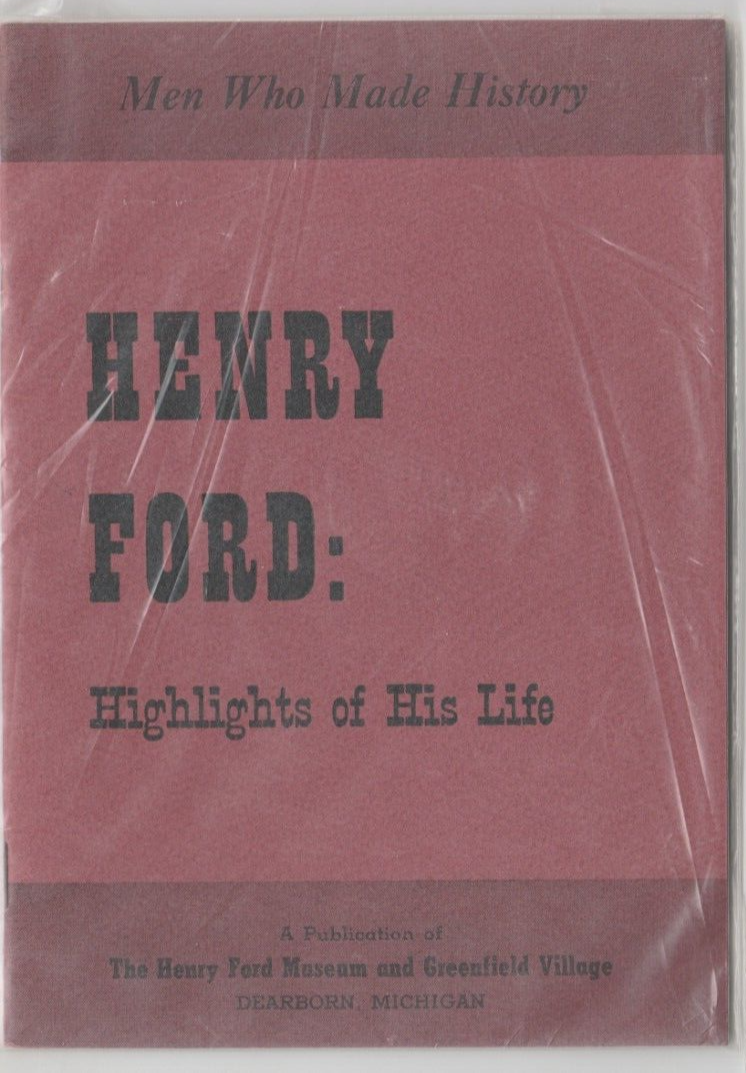 Men Who Made History
HENRY
FORD:
Highlights of His Life
A Publication of
The Henry Ford Museum and Greenfield Village
DEARBORN, MICHIGAN